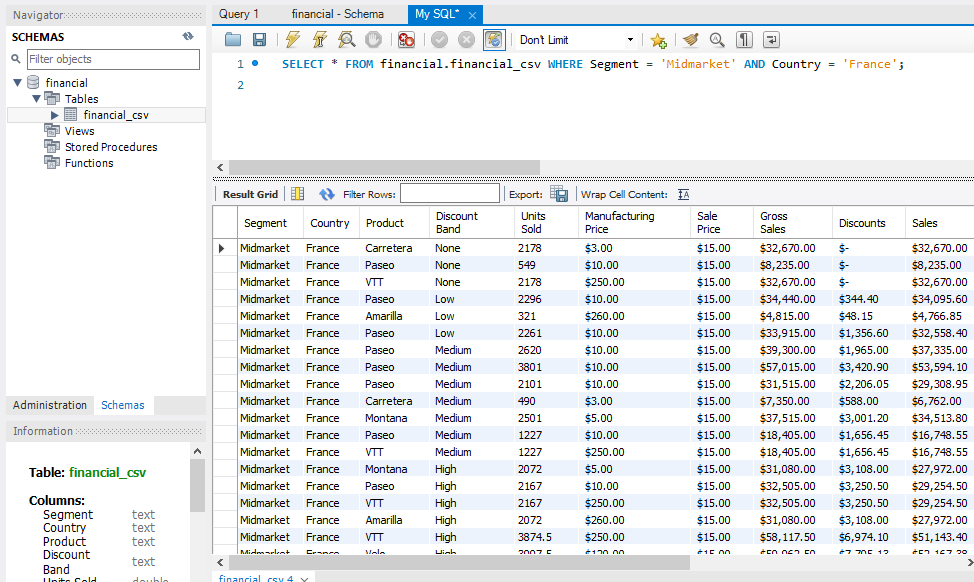 Navigator
SCHEMAS
Filter objects
financial
Tables
financial_csv
Views
Stored Procedures
Functions
Administration Schemas
Information
Table: financial_csv
Columns:
Segment text
Country text
Product text
Discount
Band text
Units Sold double
Query 1 financial - Schema My SQL*
Don't Limit
1 SELECT * FROM financial.financial_csv WHERE Segment = 'Midmarket' AND Country = 'France';
2
Result Grid Filter Rows: Export: Wrap Cell Content: IA
Segment Country Product Discount Band Units Sold Manufacturing Price Sale Price Gross Sales Discounts Sales
Midmarket France Carretera None 2178 $3.00 $15.00 $32,670.00 $- $32,670.00
Midmarket France Paseo None 549 $10.00 $15.00 $8,235.00 $- $8,235.00
Midmarket France VTT None 2178 $250.00 $15.00 $32,670.00 $- $32,670.00
Midmarket France Paseo Low 2296 $10.00 $15.00 $34,440.00 $344.40 $34,095.60
Midmarket France Amarilla Low 321 $260.00 $15.00 $4,815.00 $48.15 $4,766.85
Midmarket France Paseo Low 2261 $10.00 $15.00 $33,915.00 $1,356.60 $32,558.40
Midmarket France Paseo Medium 2620 $10.00 $15.00 $39,300.00 $1,965.00 $37,335.00
Midmarket France Paseo Medium 3801 $10.00 $15.00 $57,015.00 $3,420.90 $53,594.10
Midmarket France Paseo Medium 2101 $10.00 $15.00 $31,515.00 $2,206.05 $29,308.95
Midmarket France Carretera Medium 490 $3.00 $15.00 $7,350.00 $588.00 $6,762.00
Midmarket France Montana Medium 2501 $5.00 $15.00 $37,515.00 $3,001.20 $34,513.80
Midmarket France Paseo Medium 1227 $10.00 $15.00 $18,405.00 $1,656.45 $16,748.55
Midmarket France VTT Medium 1227 $250.00 $15.00 $18,405.00 $1,656.45 $16,748.55
Midmarket France Montana High 2072 $5.00 $15.00 $31,080.00 $3,108.00 $27,972.00
Midmarket France Paseo High 2167 $10.00 $15.00 $32,505.00 $3,250.50 $29,254.50
Midmarket France VTT High 2167 $250.00 $15.00 $32,505.00 $3,250.50 $29,254.50
Midmarket France Amarilla High 2072 $260.00 $15.00 $31,080.00 $3,108.00 $27,972.00
Midmarket France VTT High 3874.5 $250.00 $15.00 $58,117.50 $6,974.10 $51,143.40
Midmarket France Velo High $120.00 $15.00
financial_csv 4